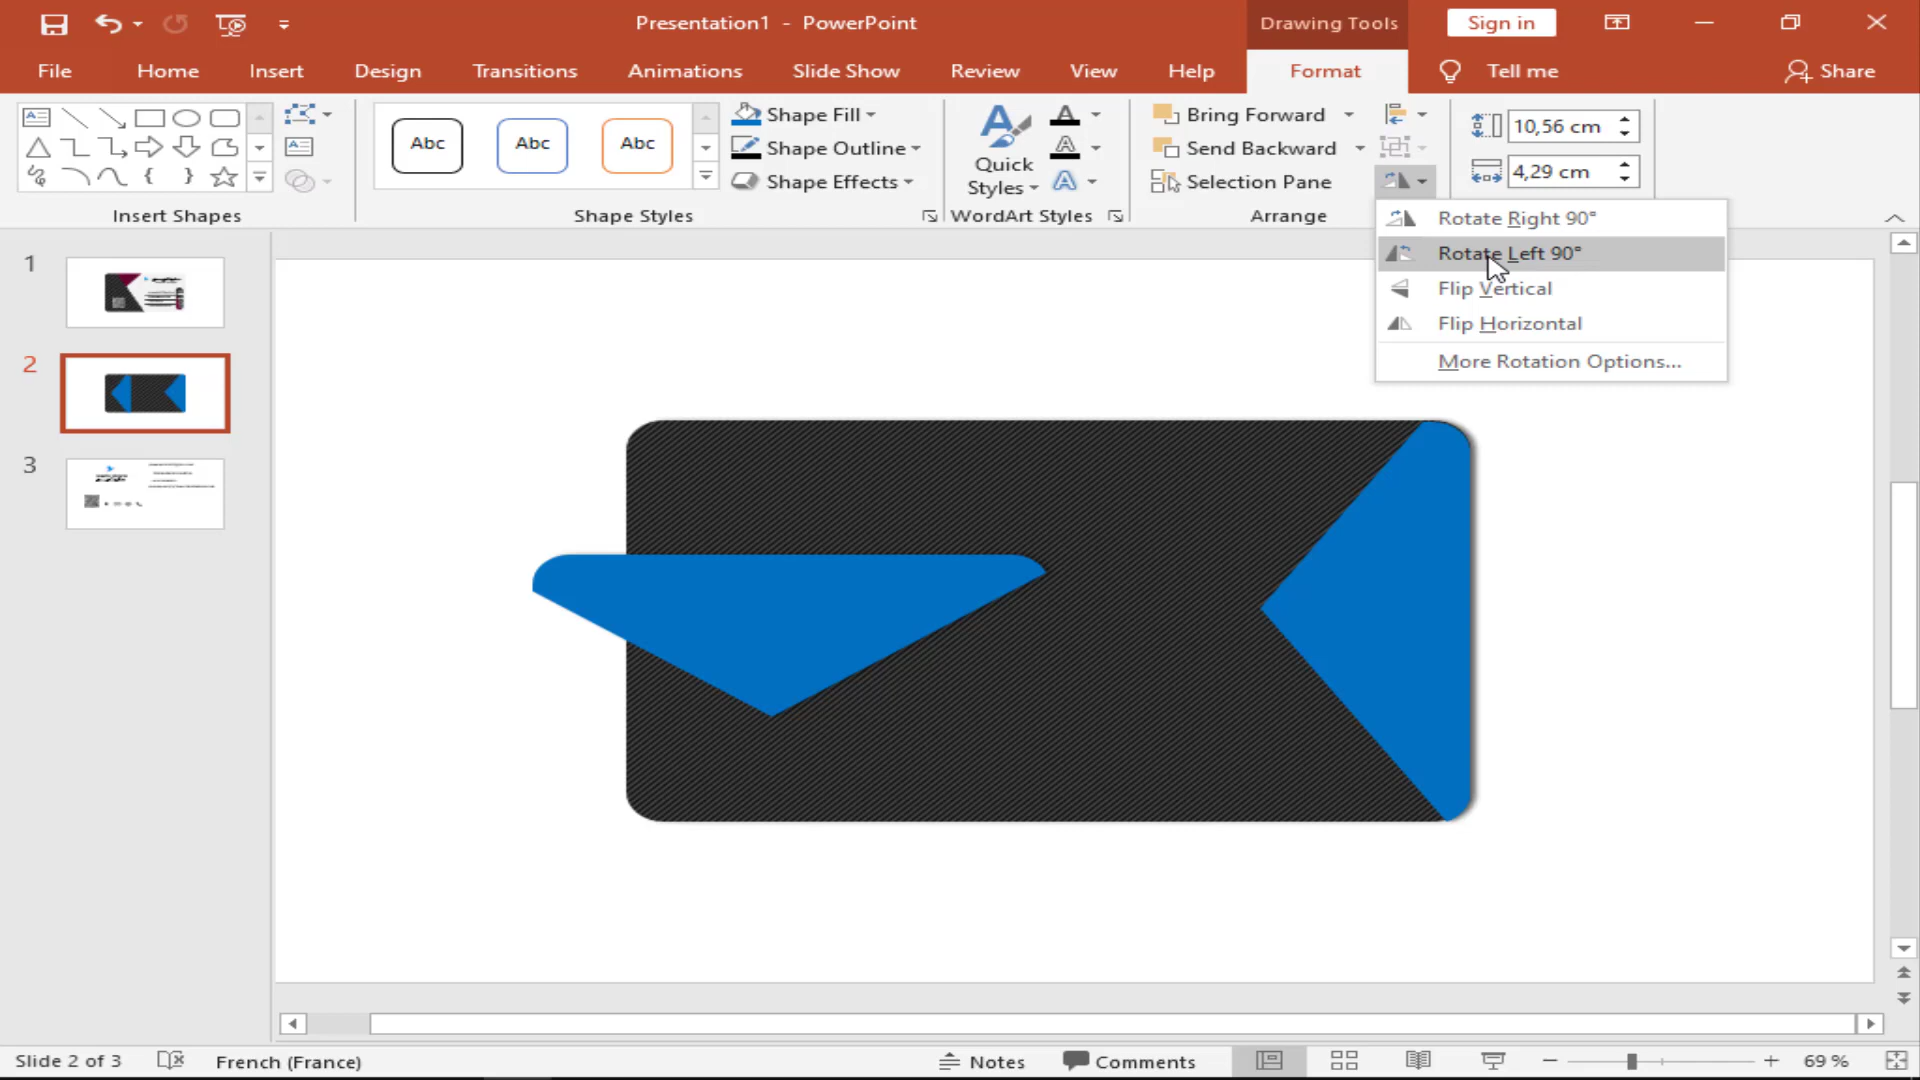 Presentation1 - PowerPoint
Drawing Tools
Sign in
File Home Insert Design Transitions Animations Slide Show Review View Help Format Tell me Share
Abc Abc Abc
Shape Fill
Shape Outline
Shape Effects
Quick
Styles
Bring Forward
Send Backward
Selection Pane
10,56 cm
4,29 cm
Insert Shapes Shape Styles WordArt Styles Arrange
Rotate Right 90°
Rotate Left 90°
Flip Vertical
Flip Horizontal
More Rotation Options...
1
2
3
Slide 2 of 3 French (France) Notes Comments 69 %